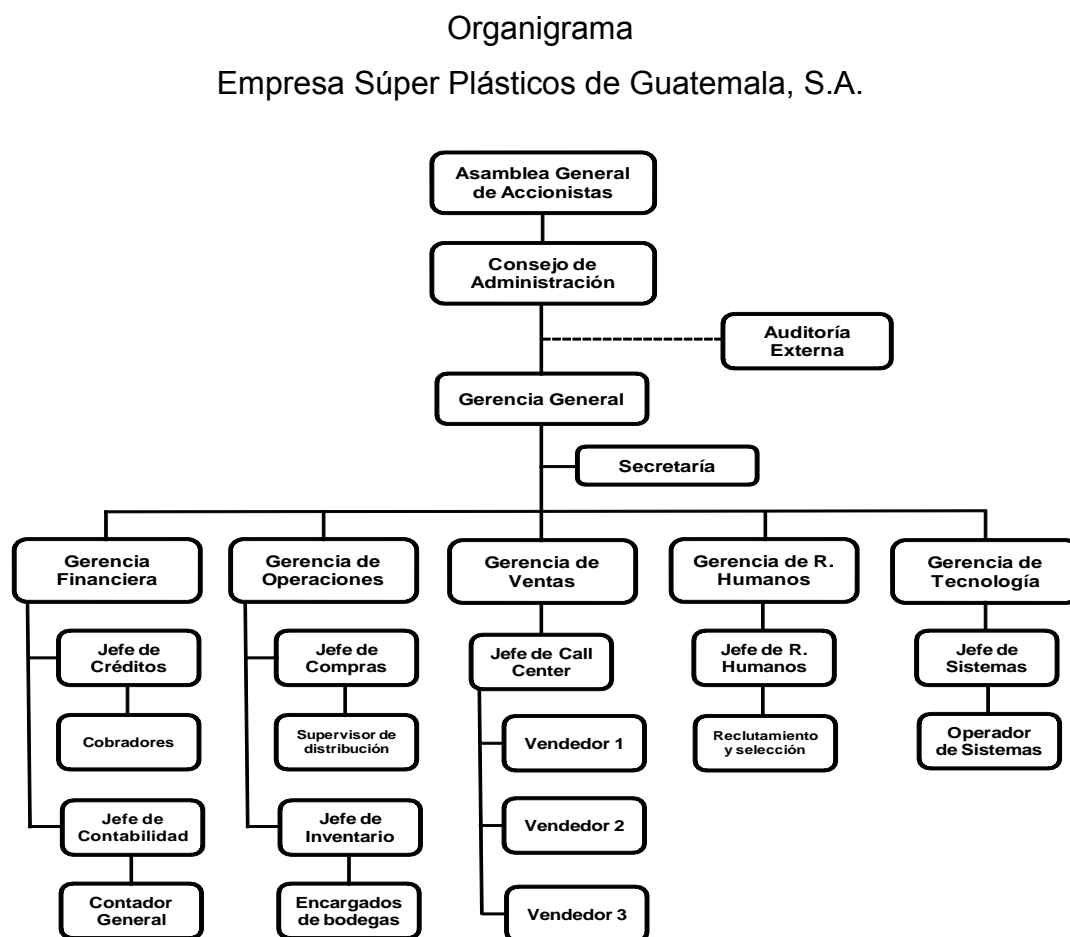 Organigrama
Empresa Súper Plásticos de Guatemala, S.A.
Asamblea General
de Accionistas
Consejo de
Administración
Auditoría
Externa
Gerencia General
Secretaría
Gerencia
Financiera
Gerencia de
Operaciones
Gerencia de
Ventas
Gerencia de R.
Humanos
Gerencia de
Tecnología
Jefe de
Créditos
Jefe de
Compras
Jefe de Call
Center
Jefe de R.
Humanos
Jefe de
Sistemas
Cobradores
Supervisor de
distribución
Vendedor 1
Reclutamiento
y selección
Operador
de Sistemas
Jefe de
Contabilidad
Jefe de
Inventario
Vendedor 2
Contador
General
Encargados
de bodegas
Vendedor 3